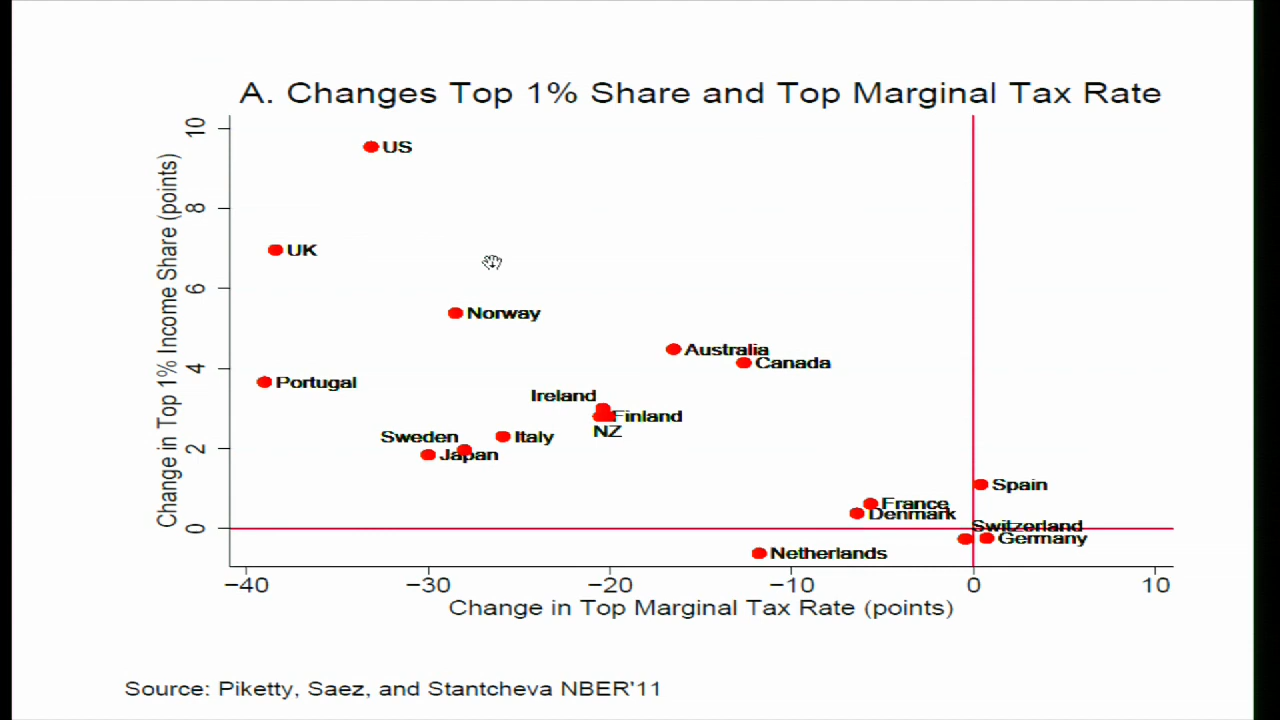 A. Changes Top 1% Share and Top Marginal Tax Rate
Change in Top 1% Income Share (points)
10
8
6
4
2
0
US
UK
Norway
Australia
Canada
Portugal
Ireland
Finland
NZ
Sweden
Italy
Japan
Spain
France
Denmark
Switzerland
Germany
Netherlands
−40 −30 −20 −10 0 10
Change in Top Marginal Tax Rate (points)
Source: Piketty, Saez, and Stantcheva NBER'11